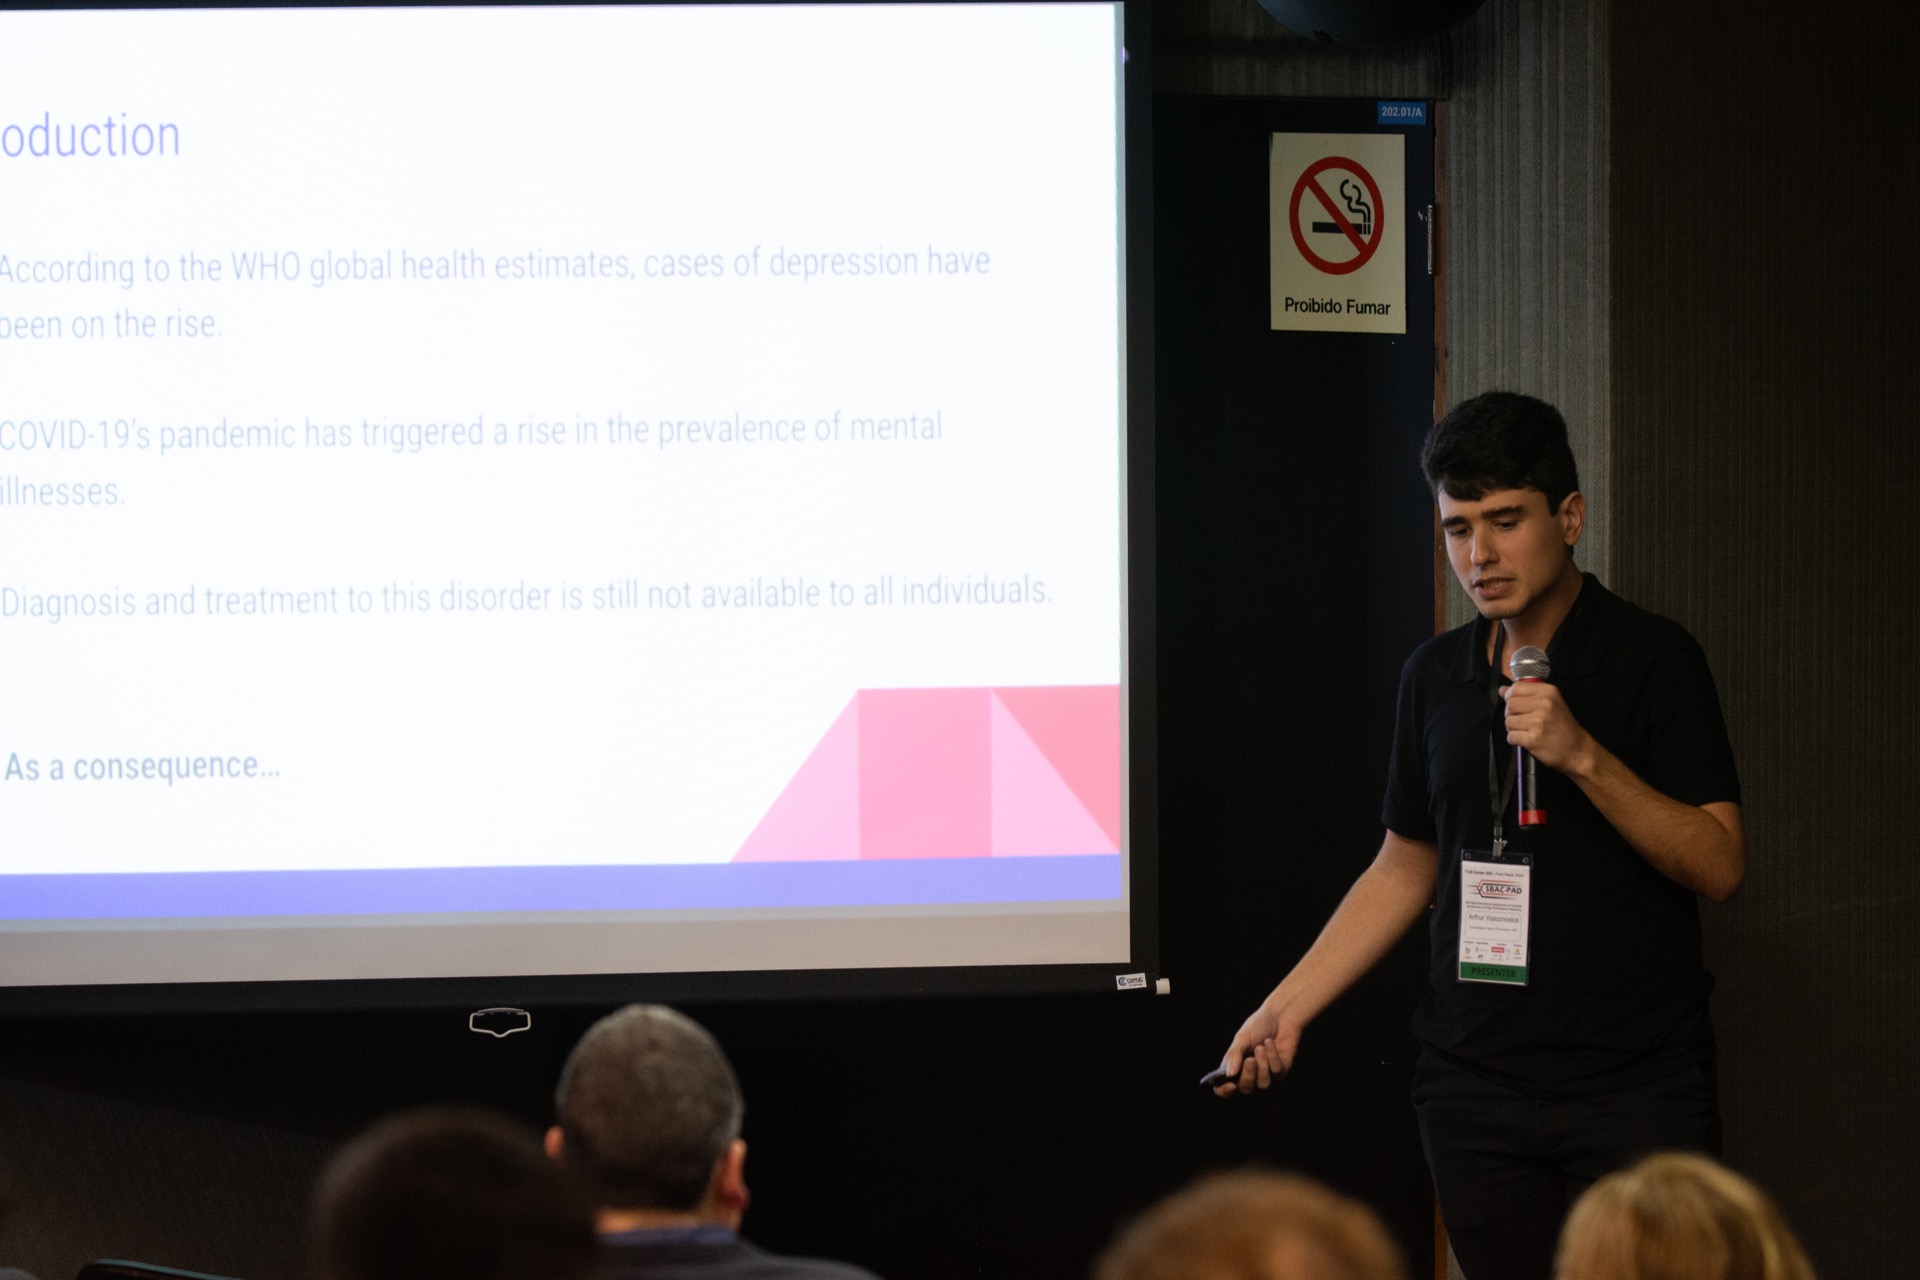 oduction
According to the WHO global health estimates, cases of depression have
been on the rise.
COVID-19's pandemic has triggered a rise in the prevalence of mental
illnesses.
Diagnosis and treatment to this disorder is still not available to all individuals.
As a consequence...
202.01/A
Proibido Fumar
SBAC-PAD
Arthur Vasconcelos
PRESENTER